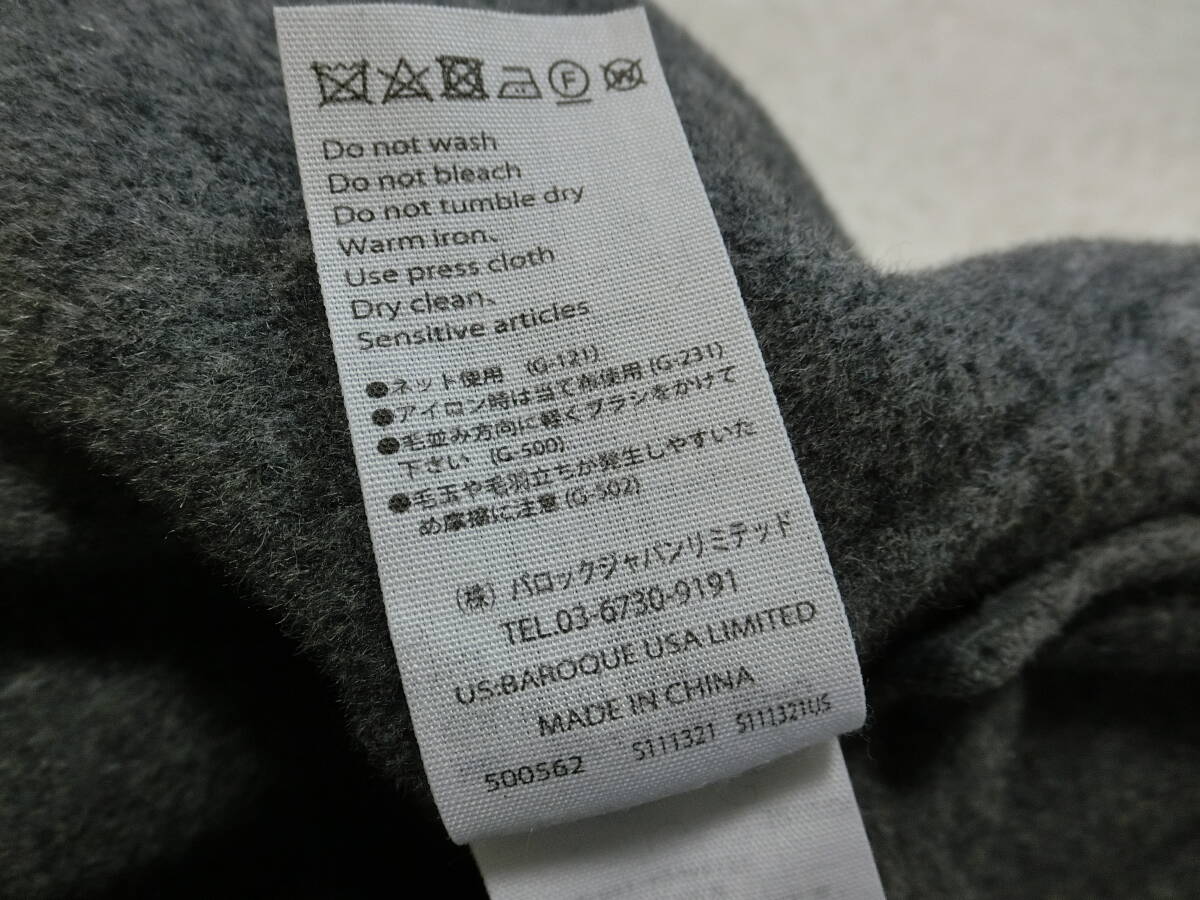 F W
Do not wash
Do not bleach
Do not tumble dry
Warm iron、
Use press cloth
Dry clean、
Sensitive articles
●ネット使用 (G-121)
●アイロン時は当て布使用(G-231)
●毛並み方向に軽くブラシをかけて
下さい (G-500)
●毛玉や毛羽立ちが発生しやすいた
め摩擦に注意(G-502)
(株)バロックジャパンリミテッド
TEL.03-6730-9191
US:BAROQUE USA LIMITED
MADE IN CHINA
500562 5111321 5111321US